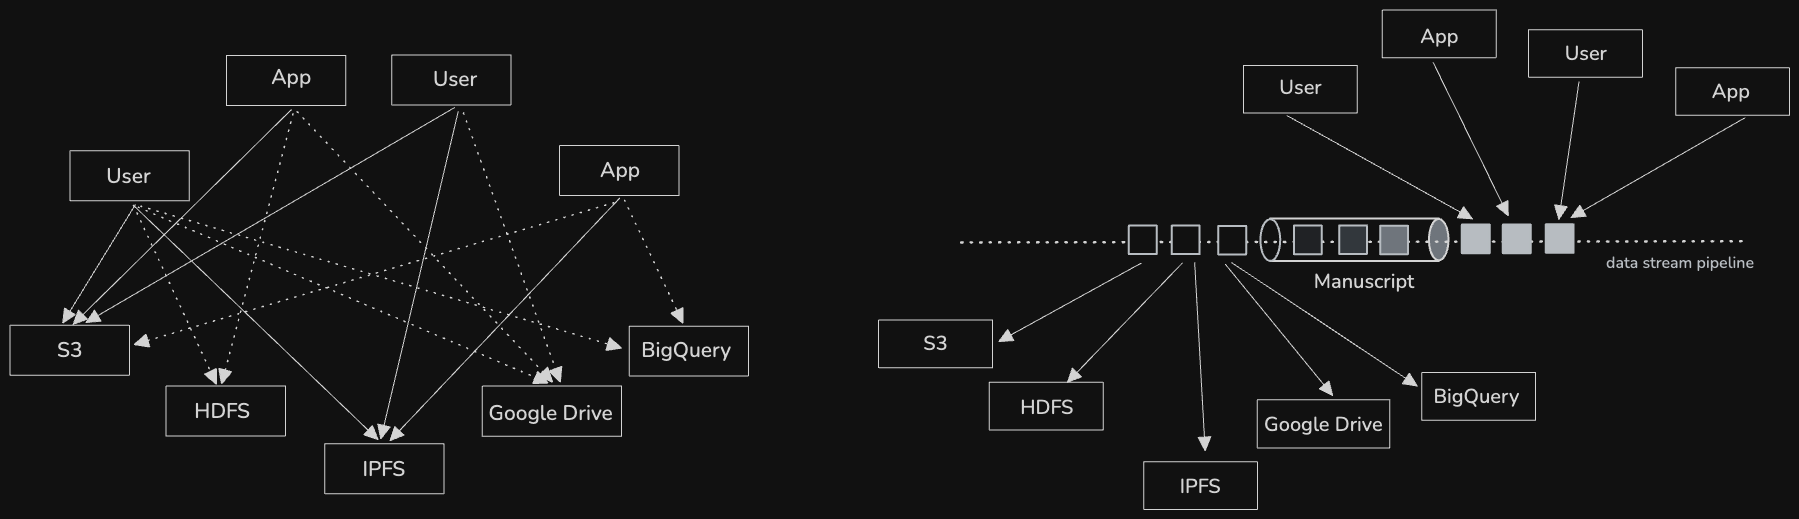 App
User
User
App
S3
BigQuery
HDFS
Google Drive
IPFS
App
User
User
App
data stream pipeline
Manuscript
S3
HDFS
BigQuery
Google Drive
IPFS